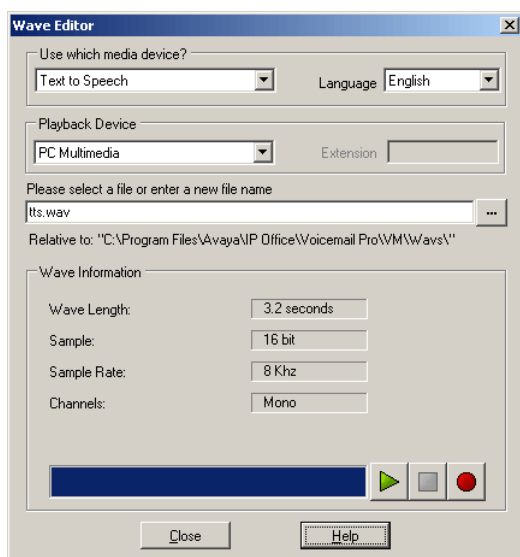 Wave Editor
Use which media device?
Text to Speech
Language English
Playback Device
PC Multimedia
Extension
Please select a file or enter a new file name
tts.wav
...
Relative to: "C:\Program Files\Avaya\IP Office\Voicemail Pro\VM\Wavs\"
Wave Information
Wave Length: 3.2 seconds
Sample: 16 bit
Sample Rate: 8 Khz
Channels: Mono
Close Help